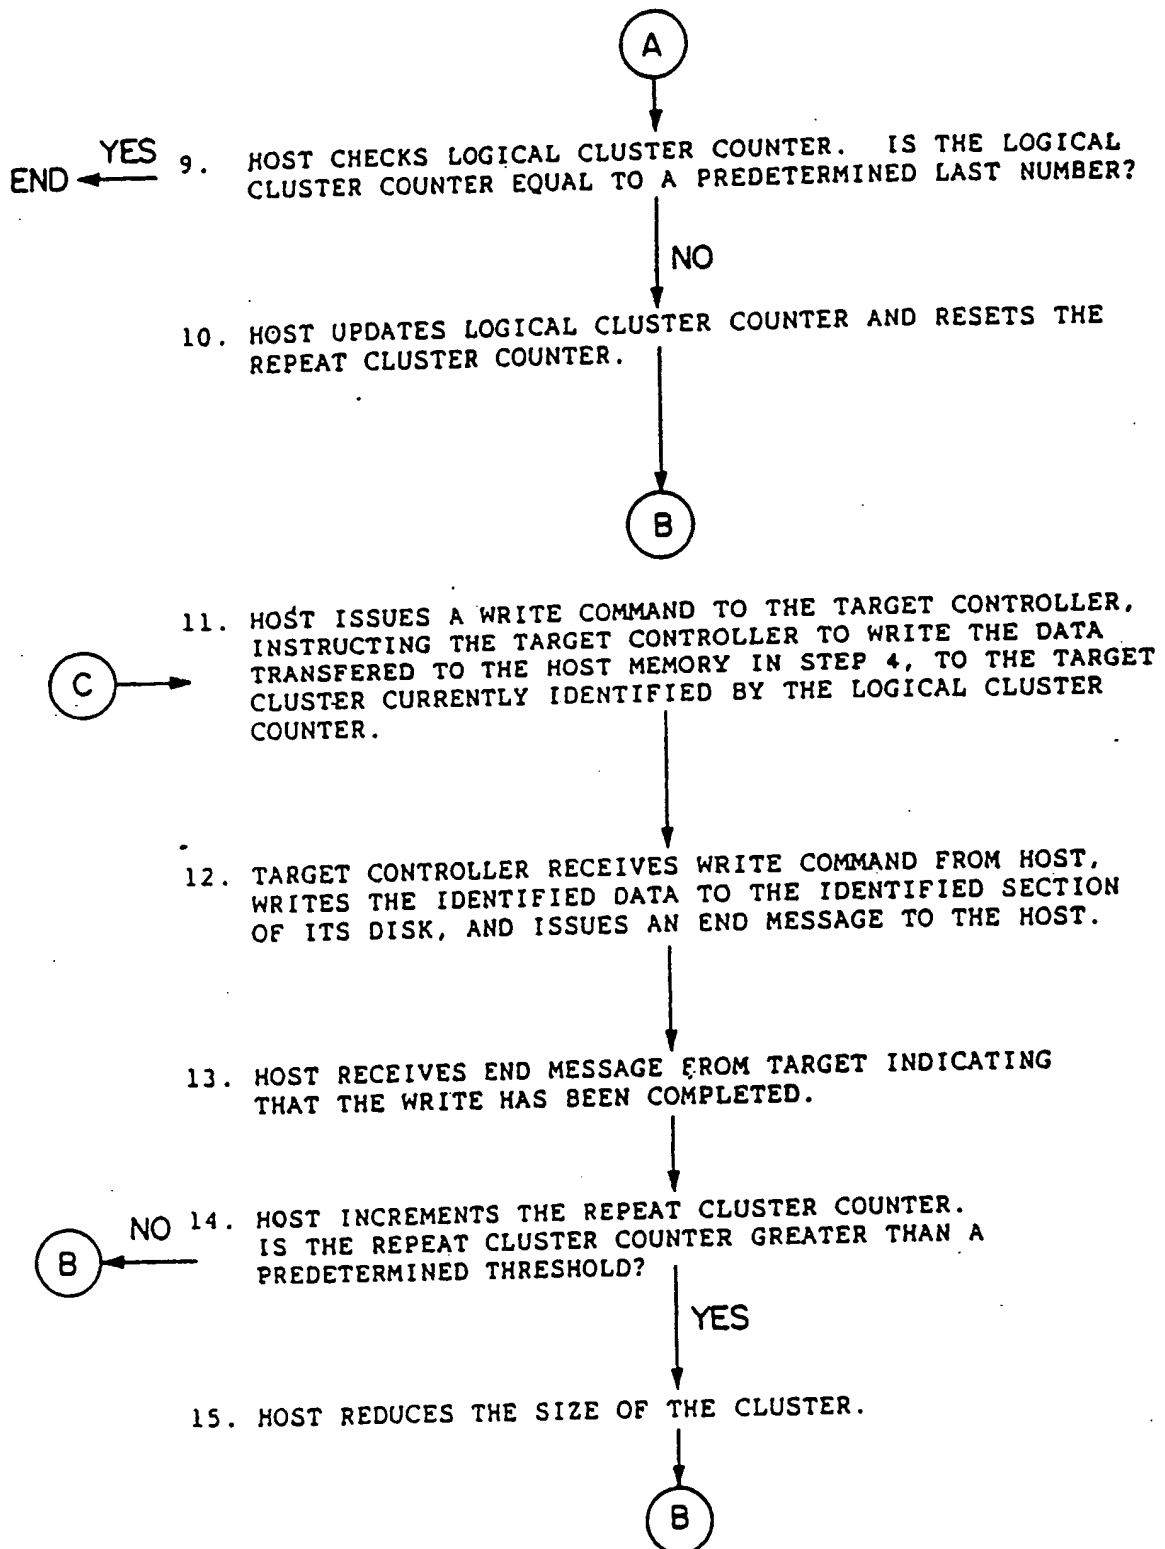 A
END YES 9. HOST CHECKS LOGICAL CLUSTER COUNTER. IS THE LOGICAL
CLUSTER COUNTER EQUAL TO A PREDETERMINED LAST NUMBER?
NO
10. HOST UPDATES LOGICAL CLUSTER COUNTER AND RESETS THE
REPEAT CLUSTER COUNTER.
B
11. HOST ISSUES A WRITE COMMAND TO THE TARGET CONTROLLER,
INSTRUCTING THE TARGET CONTROLLER TO WRITE THE DATA
C TRANSFERED TO THE HOST MEMORY IN STEP 4, TO THE TARGET
CLUSTER CURRENTLY IDENTIFIED BY THE LOGICAL CLUSTER
COUNTER.
12. TARGET CONTROLLER RECEIVES WRITE COMMAND FROM HOST,
WRITES THE IDENTIFIED DATA TO THE IDENTIFIED SECTION
OF ITS DISK, AND ISSUES AN END MESSAGE TO THE HOST.
13. HOST RECEIVES END MESSAGE FROM TARGET INDICATING
THAT THE WRITE HAS BEEN COMPLETED.
NO 14. HOST INCREMENTS THE REPEAT CLUSTER COUNTER.
B IS THE REPEAT CLUSTER COUNTER GREATER THAN A
PREDETERMINED THRESHOLD?
YES
15. HOST REDUCES THE SIZE OF THE CLUSTER.
B